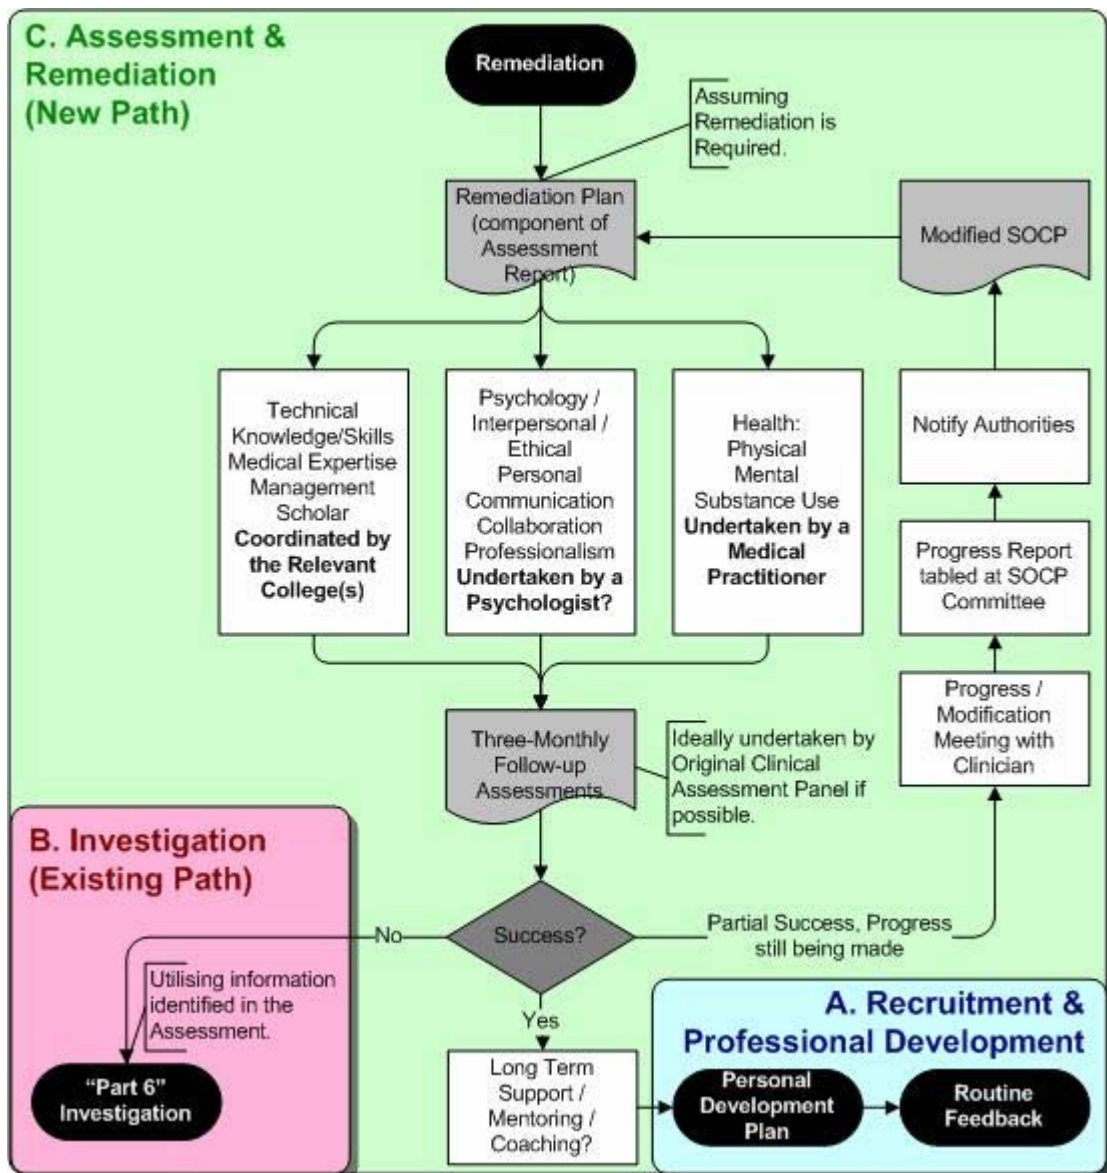 C. Assessment &
Remediation
(New Path)
Remediation
Assuming
Remediation is
Required.
Remediation Plan
(component of
Assessment
Report)
Modified SOCP
Technical
Knowledge/Skills
Medical Expertise
Management
Scholar
Coordinated by
the Relevant
College(s)
Psychology /
Interpersonal /
Ethical
Personal
Communication
Collaboration
Professionalism
Undertaken by a
Psychologist?
Health:
Physical
Mental
Substance Use
Undertaken by a
Medical
Practitioner
Notify Authorities
Progress Report
tabled at SOCP
Committee
Progress /
Modification
Meeting with
Clinician
Three-Monthly
Follow-up
Assessments
Ideally undertaken by
Original Clinical
Assessment Panel if
possible.
B. Investigation
(Existing Path)
No
Success?
Partial Success, Progress
still being made
Utilising information
identified in the
Assessment.
"Part 6"
Investigation
Yes
Long Term
Support /
Mentoring /
Coaching?
A. Recruitment &
Professional Development
Personal
Development
Plan
Routine
Feedback